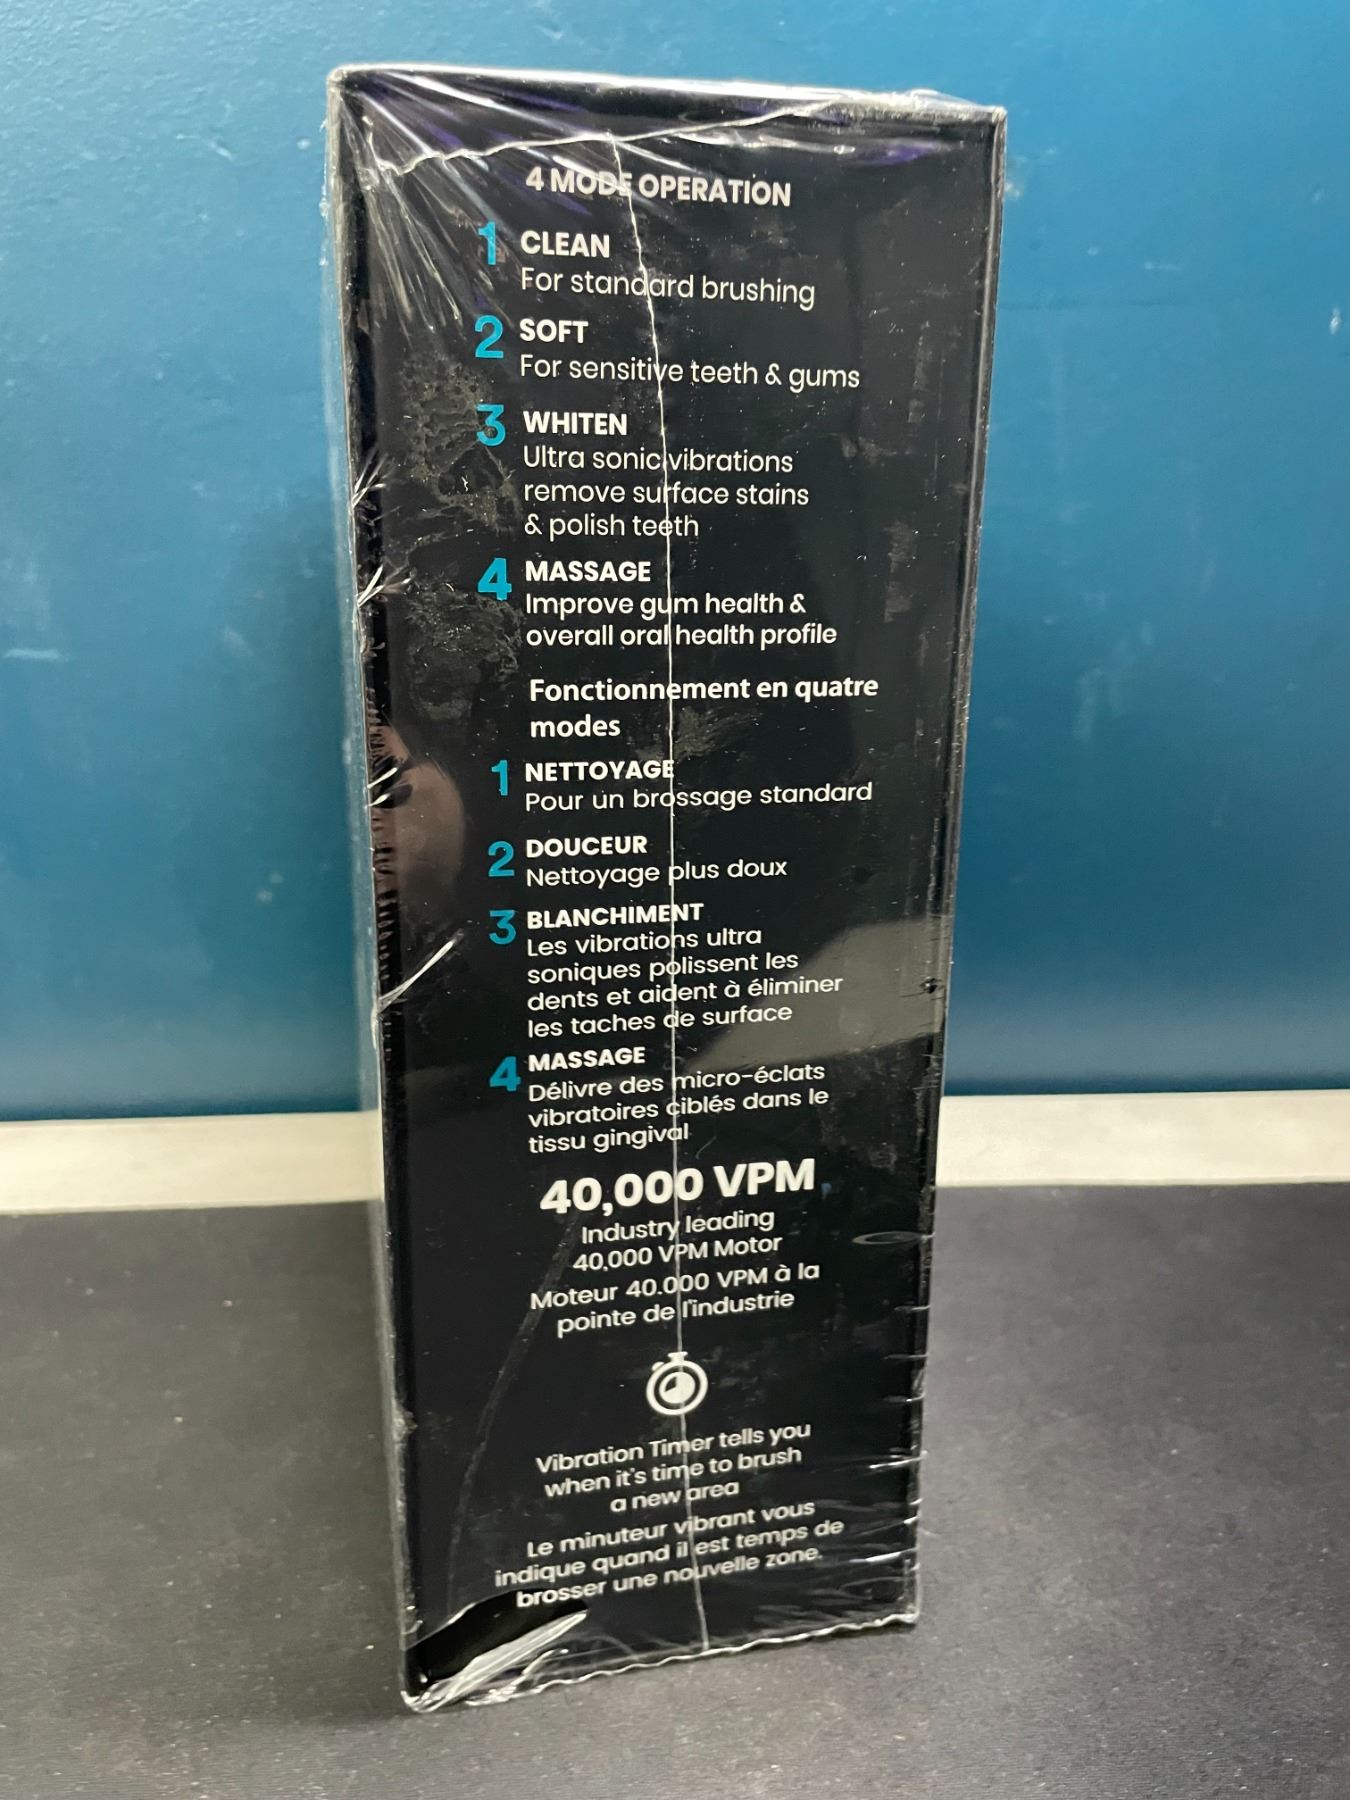 4 MODE OPERATION
1 CLEAN
For standard brushing
2 SOFT
For sensitive teeth & gums
3 WHITEN
Ultra sonic vibrations
remove surface stains
& polish teeth
4 MASSAGE
Improve gum health &
overall oral health profile
Fonctionnement en quatre
modes
1 NETTOYAGE
Pour un brossage standard
2 DOUCEUR
Nettoyage plus doux
3 BLANCHIMENT
Les vibrations ultra
soniques polissent les
dents et aident à éliminer
les taches de surface
4 MASSAGE
Délivre des micro-éclats
vibratoires ciblés dans le
tissu gingival
40,000 VPM
Industry leading
40,000 VPM Motor
Moteur 40.000 VPM à la
pointe de l'industrie
Vibration Timer tells you
when it's time to brush
a new area
Le minuteur vibrant vous
indique quand il est temps de
brosser une nouvelle zone.